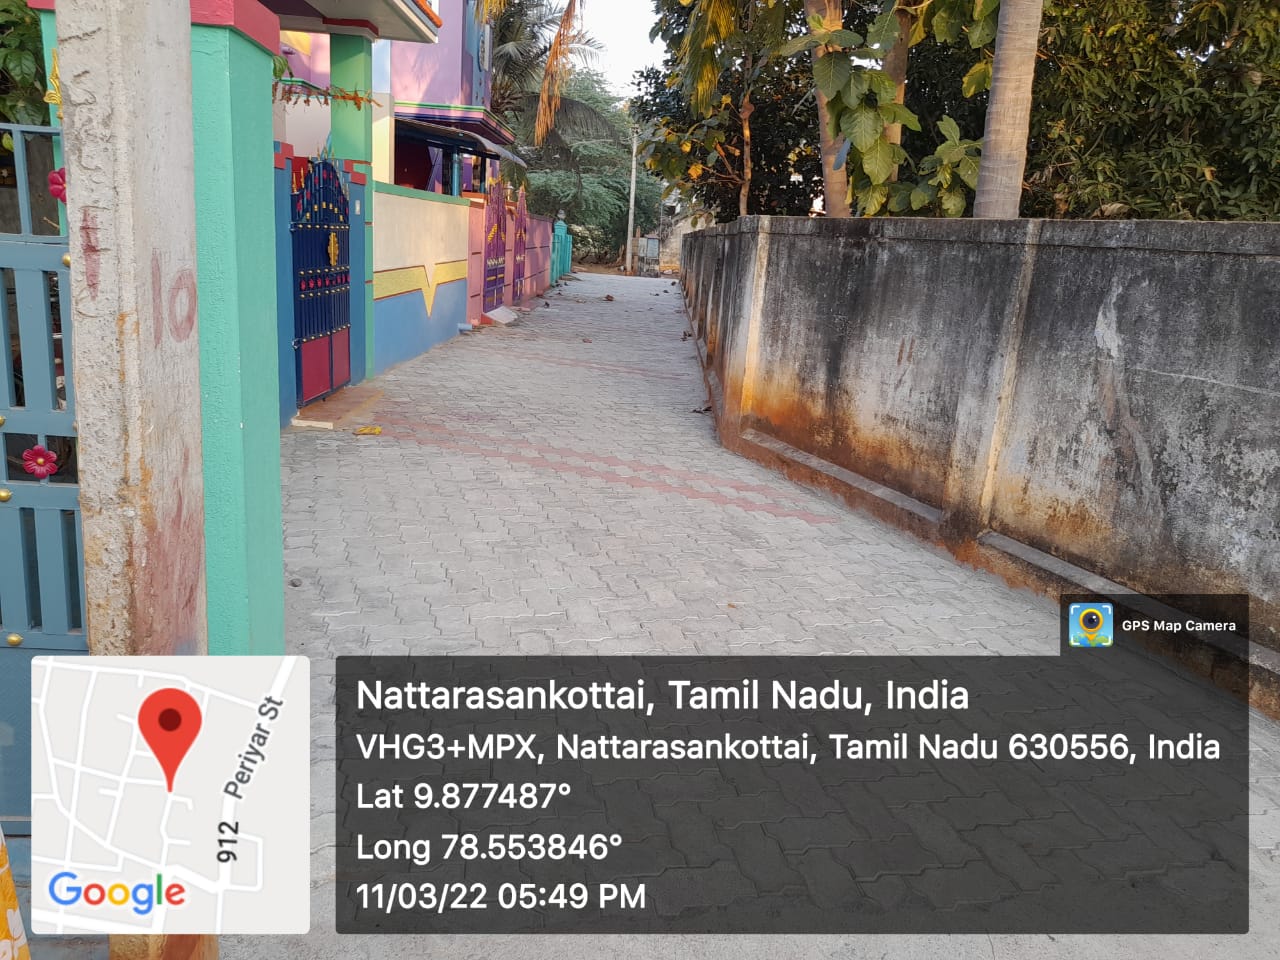 10
GPS Map Camera
Nattarasankottai, Tamil Nadu, India
VHG3+MPX, Nattarasankottai, Tamil Nadu 630556, India
Lat 9.877487°
Long 78.553846°
11/03/22 05:49 PM
912 Periyar St
Google